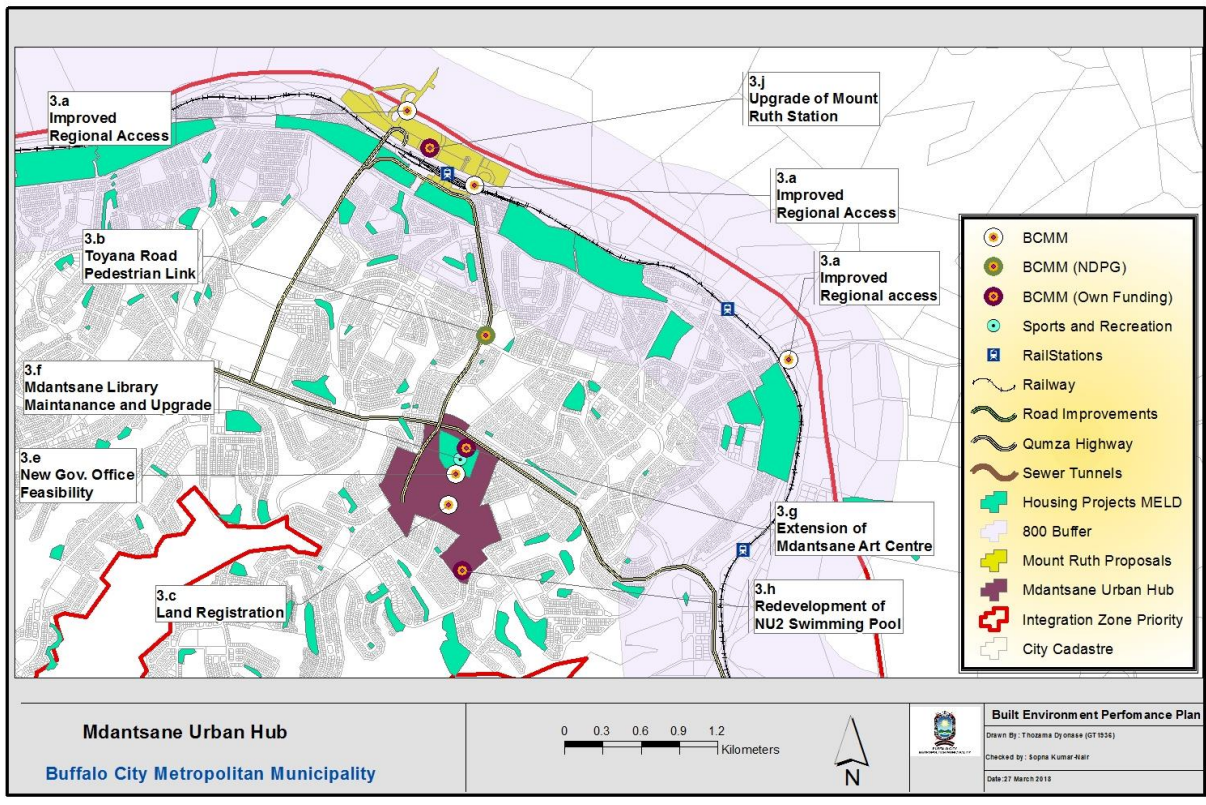 3.a
Improved
Regional Access
3.j
Upgrade of Mount
Ruth Station
3.a
Improved
Regional Access
3.b
Toyana Road
Pedestrian Link
3.a
Improved
Regional access
3.f
Mdantsane Library
Maintanance and Upgrade
3.e
New Gov. Office
Feasibility
3.g
Extension of
Mdantsane Art Centre
3.c
Land Registration
3.h
Redevelopment of
NU2 Swimming Pool
BCMM
BCMM (NDPG)
BCMM (Own Funding)
Sports and Recreation
RailStations
Railway
Road Improvements
Qumza Highway
Sewer Tunnels
Housing Projects MELD
800 Buffer
Mount Ruth Proposals
Mdantsane Urban Hub
Integration Zone Priority
City Cadastre
Mdantsane Urban Hub
Buffalo City Metropolitan Municipality
0 0.3 0.6 0.9 1.2
Kilometers
N
BUFFALO CITY
METROPOLITAN MUNICIPALITY
Built Environment Perfomance Plan
Drawn By: Thozama Dyonase (GT1936)
Checked by: Sopna Kumar-Nair
Date:27 March 2018